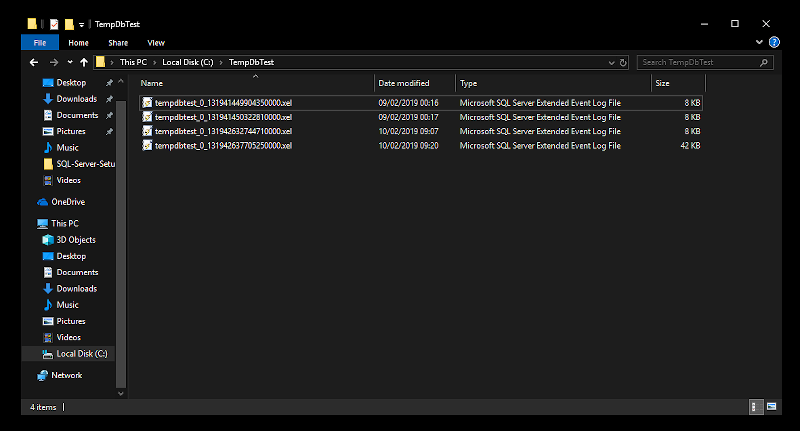 TempDbTest
File Home Share View
This PC Local Disk (C:) TempDbTest Search TempDbTest
Name Date modified Type Size
tempdbtest_0_131941449904350000.xel 09/02/2019 00:16 Microsoft SQL Server Extended Event Log File 8 KB
tempdbtest_0_131941450322810000.xel 09/02/2019 00:17 Microsoft SQL Server Extended Event Log File 8 KB
tempdbtest_0_131942632744710000.xel 10/02/2019 09:07 Microsoft SQL Server Extended Event Log File 8 KB
tempdbtest_0_131942637705250000.xel 10/02/2019 09:20 Microsoft SQL Server Extended Event Log File 42 KB
Desktop
Downloads
Documents
Pictures
Music
SQL-Server-Setu
Videos
OneDrive
This PC
3D Objects
Desktop
Documents
Downloads
Music
Pictures
Videos
Local Disk (C:)
Network
4 items